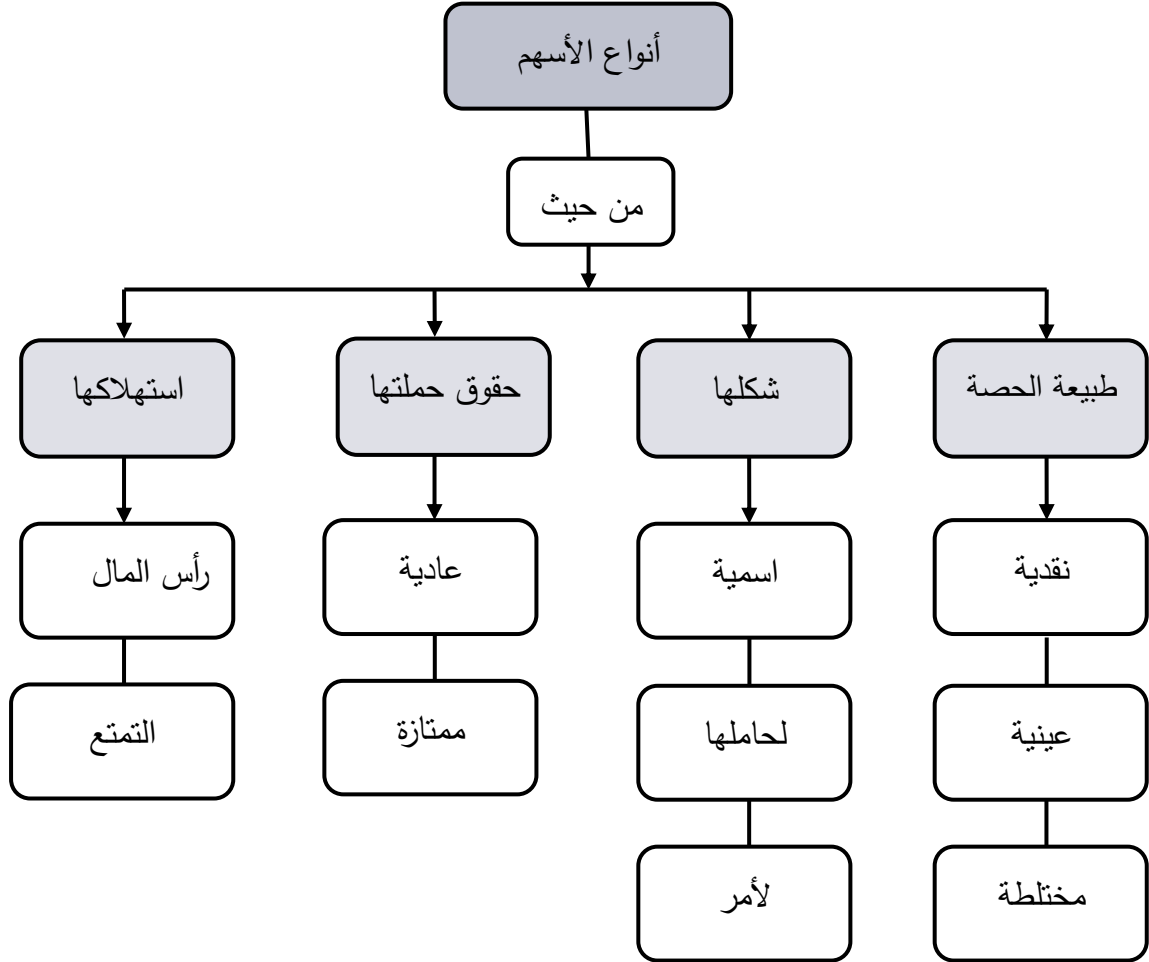 أنواع الأسهم
من حيث
طبيعة الحصة
شكلها
حقوق حملتها
استهلاكها
نقدية
اسمية
عادية
رأس المال
عينية
لحاملها
ممتازة
التمتع
مختلطة
لأمر